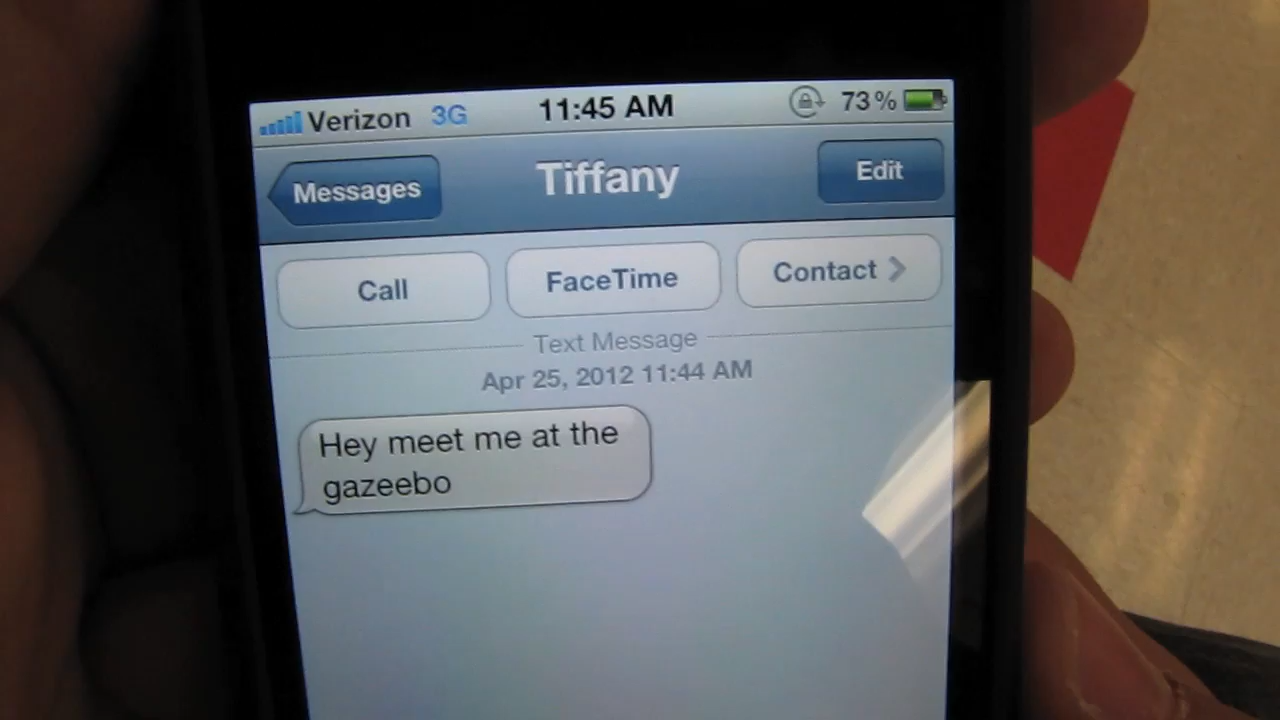 Verizon 3G 11:45 AM 73%
Messages Tiffany Edit
Call FaceTime Contact
Text Message
Apr 25, 2012 11:44 AM
Hey meet me at the
gazeebo